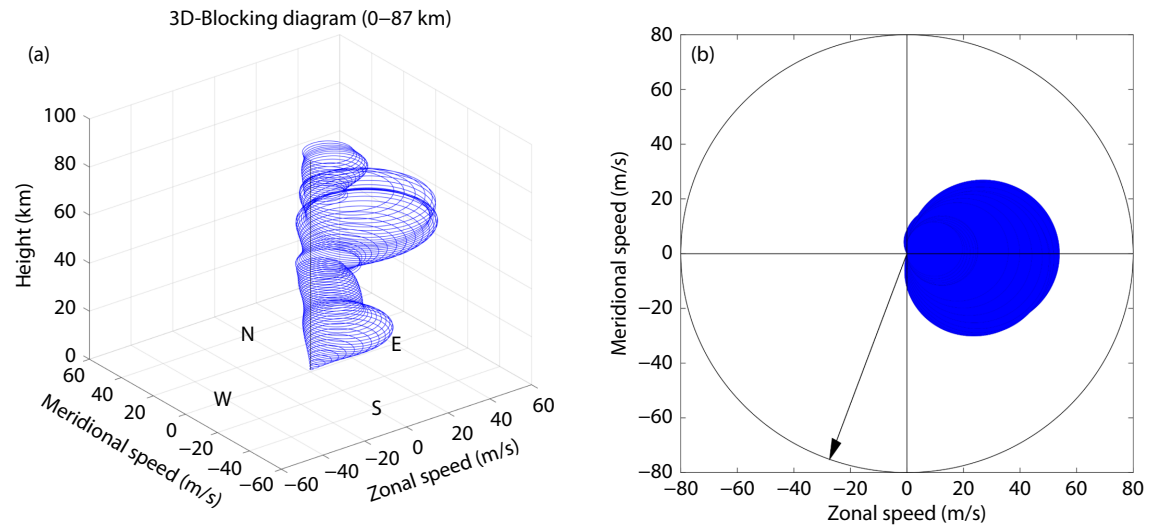 3D-Blocking diagram (0–87 km)
(a)
100
80
60
40
20
0
Height (km)
60
40
20
0
−20
−40
−60
Meridional speed (m/s)
−60
−40
−20
0
20
40
60
Zonal speed (m/s)
N
E
W
S
(b)
80
60
40
20
0
−20
−40
−60
−80
Meridional speed (m/s)
−80 −60 −40 −20 0 20 40 60 80
Zonal speed (m/s)